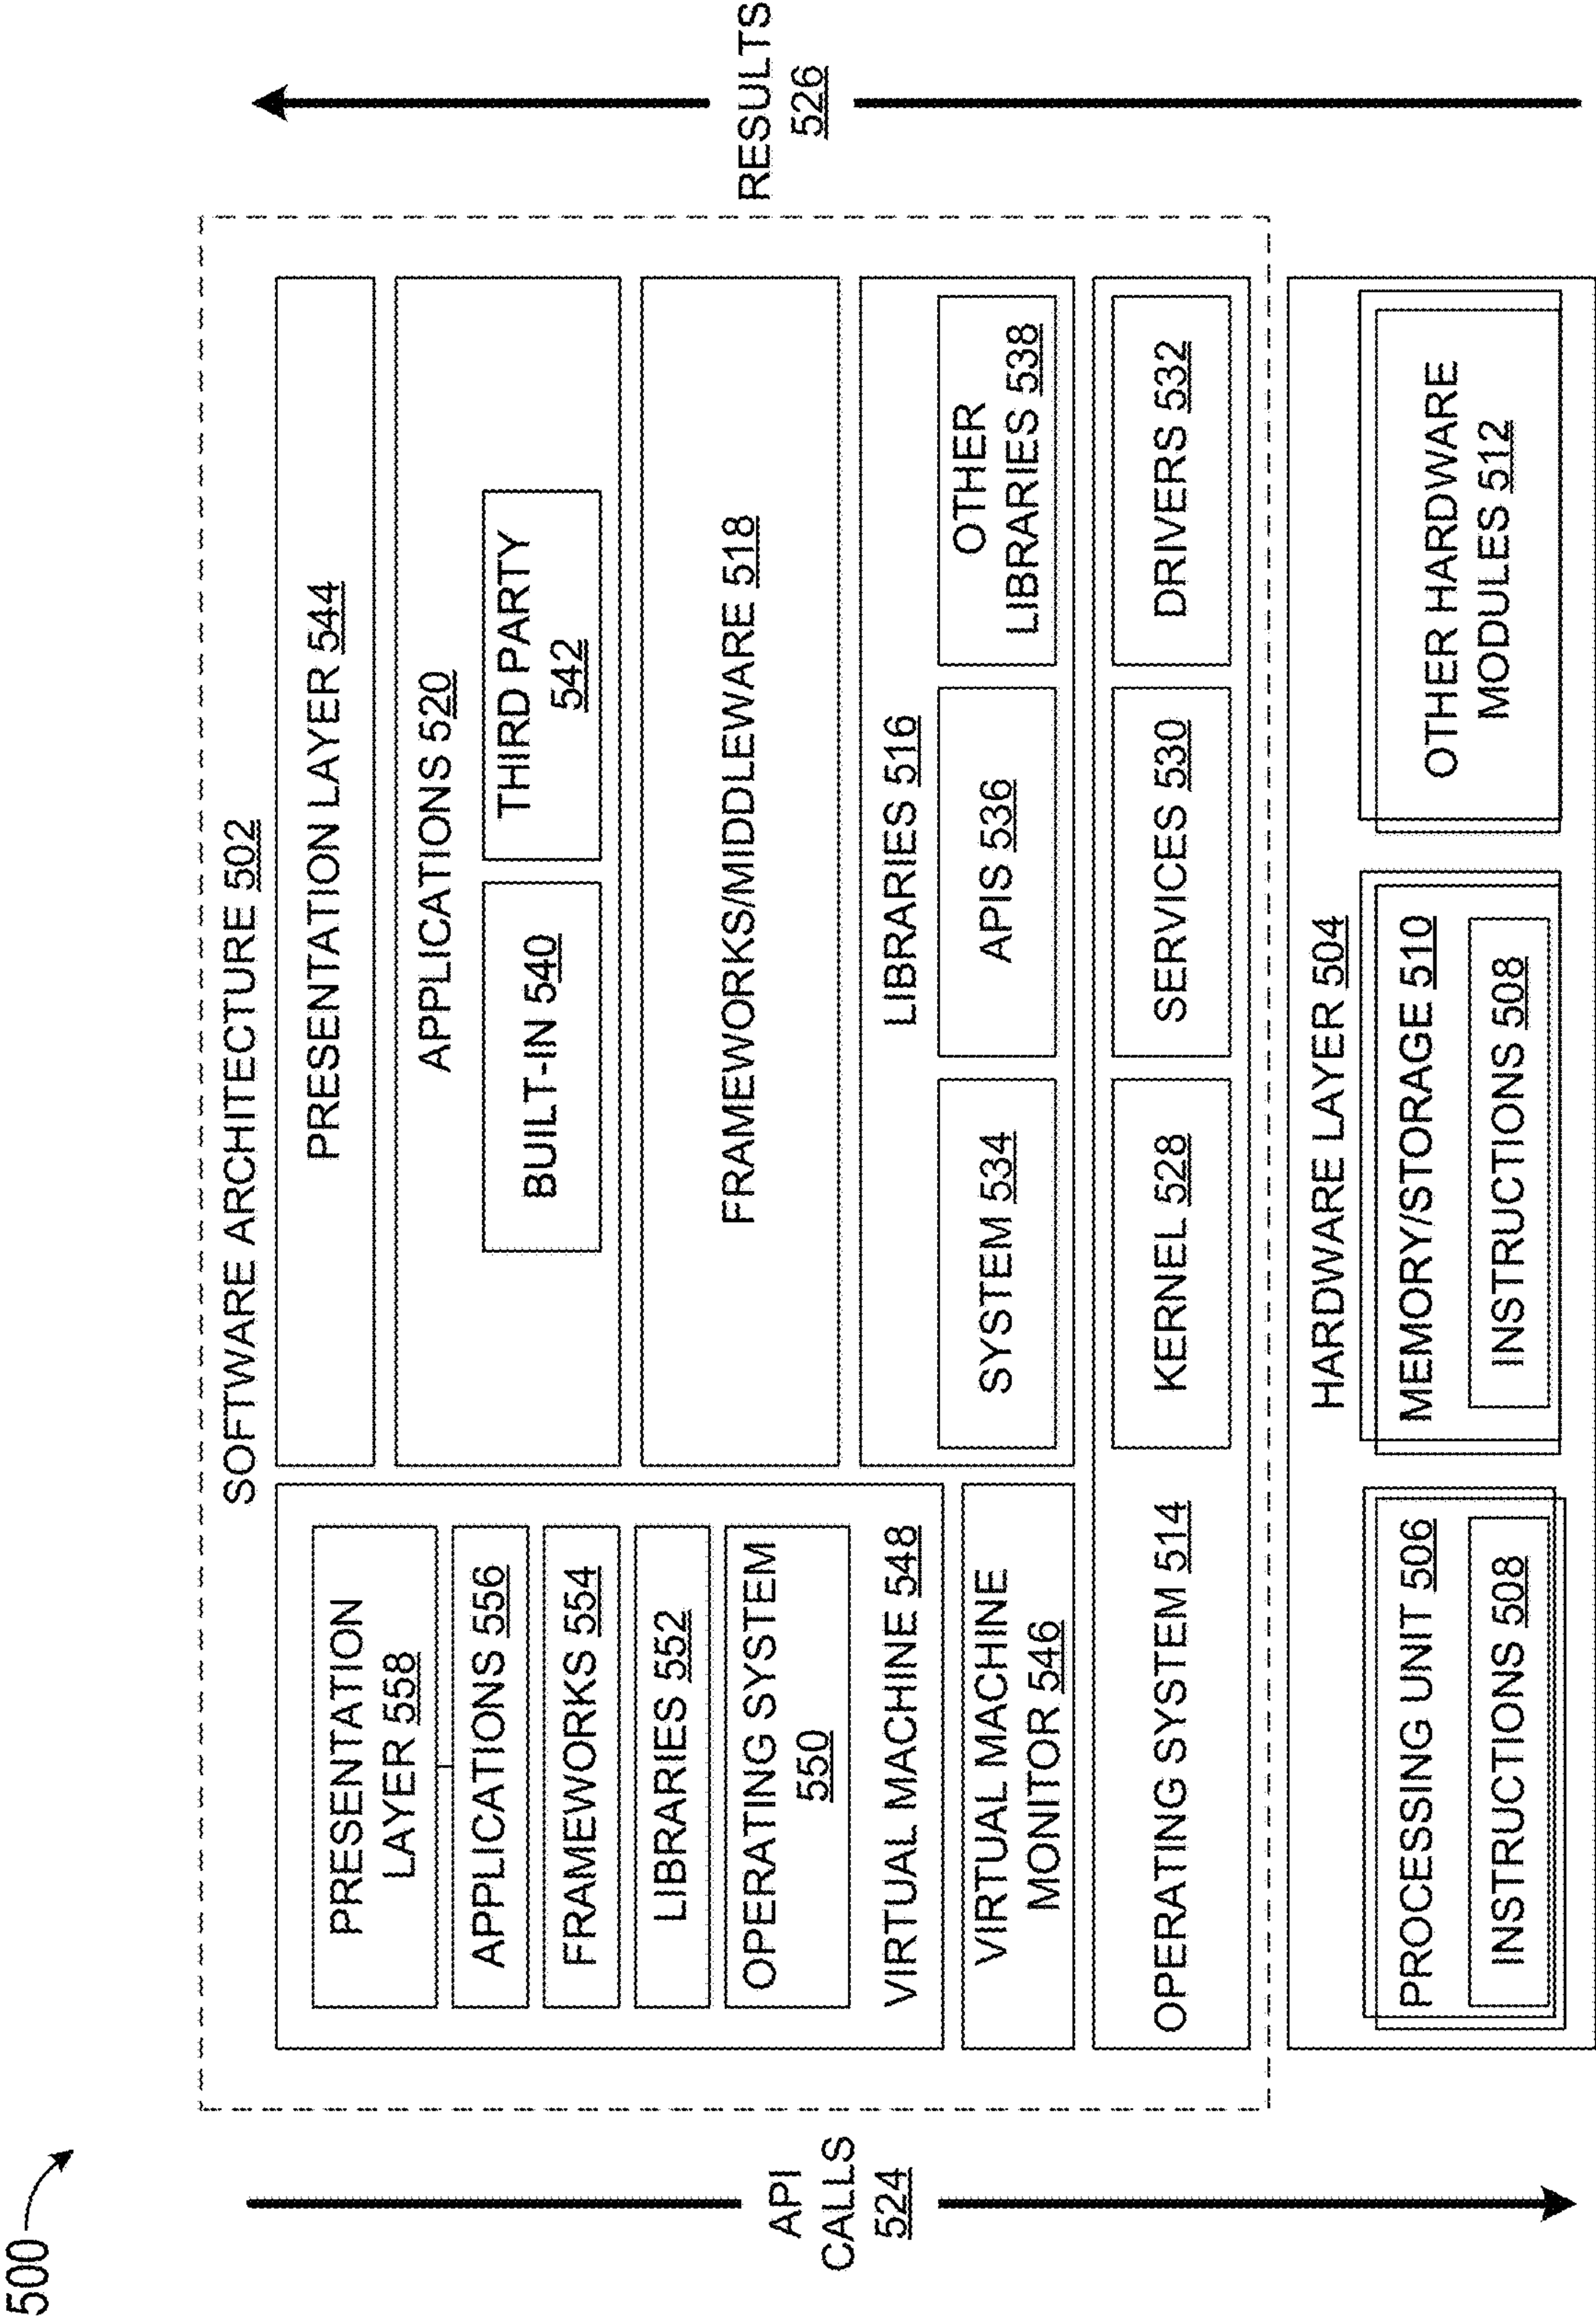 500
SOFTWARE ARCHITECTURE 502
PRESENTATION
LAYER 558
APPLICATIONS 556
FRAMEWORKS 554
LIBRARIES 552
OPERATING SYSTEM
550
VIRTUAL MACHINE 548
VIRTUAL MACHINE
MONITOR 546
PRESENTATION LAYER 544
APPLICATIONS 520
BUILT-IN 540
THIRD PARTY
542
FRAMEWORKS/MIDDLEWARE 518
LIBRARIES 516
SYSTEM 534
APIS 536
OTHER
LIBRARIES 538
OPERATING SYSTEM 514
KERNEL 528
SERVICES 530
DRIVERS 532
HARDWARE LAYER 504
PROCESSING UNIT 506
INSTRUCTIONS 508
MEMORY/STORAGE 510
INSTRUCTIONS 508
OTHER HARDWARE
MODULES 512
API
CALLS
524
RESULTS
526